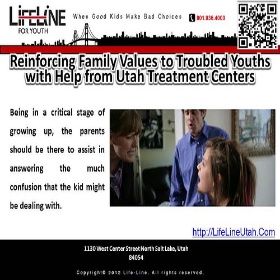 LIFELINE
FOR YOUTH
When Good Kids Make Bad Choices
801.936.4000
Reinforcing Family Values to Troubled Youths
with Help from Utah Treatment Centers
Being in a critical stage of
growing up, the parents
should be there to assist in
answering the much
confusion that the kid might
be dealing with.
http://LifeLineUtah.Com
1130 West Center Street North Salt Lake, Utah
84054
Copyright© 2012 Life-Line. All rights reserved.